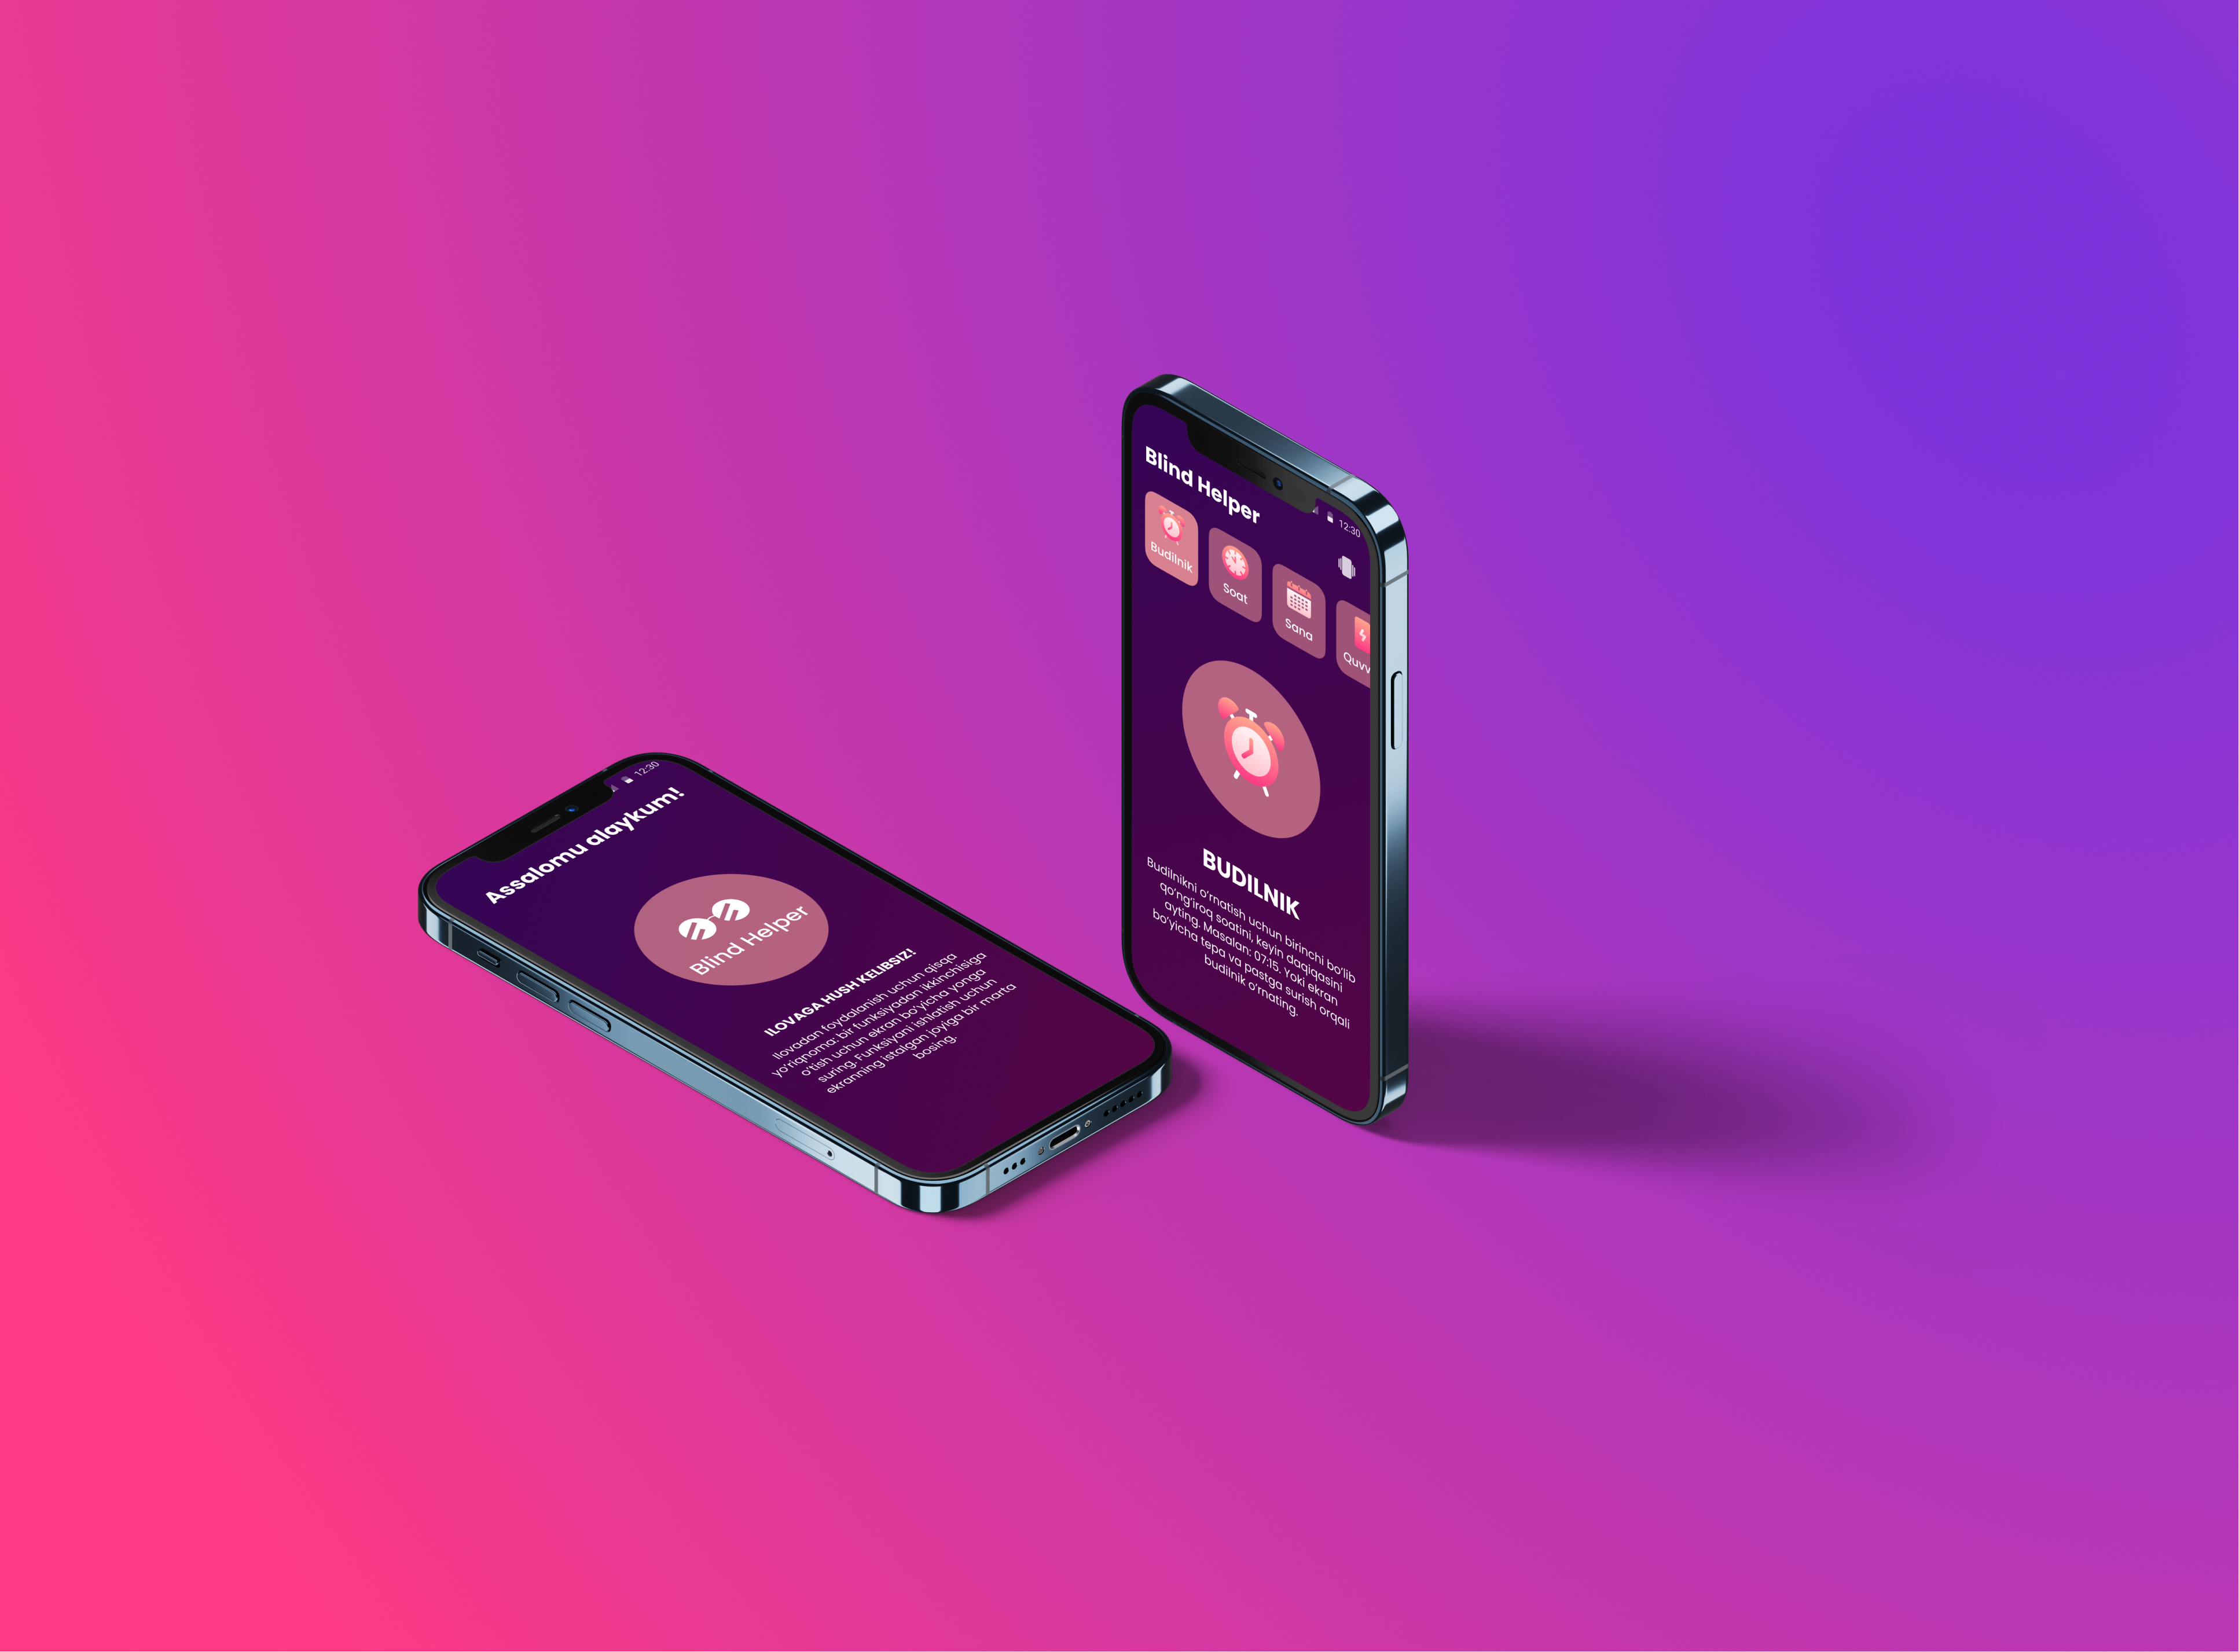 12:30
Assalomu alaykum!
Blind Helper
ILOVAGA HUSH KELIBSIZ!
Ilovadan foydalanish uchun qisqa
yo'riqnoma: bir funksiyadan ikkinchisiga
o'tish uchun ekran bo'yicha yonga
suring. Funksiyani ishlatish uchun
ekranning istalgan joyiga bir marta
bosing.
12:30
Blind Helper
Budilnik
Soat
Sana
Quvv
BUDILNIK
Budilnikni o'rnatish uchun birinchi bo'lib
qo'ng'iroq soatini, keyin daqiqasini
ayting. Masalan: 07:15. Yoki ekran
bo'yicha tepa va pastga surish orqali
budilnik o'rnating.